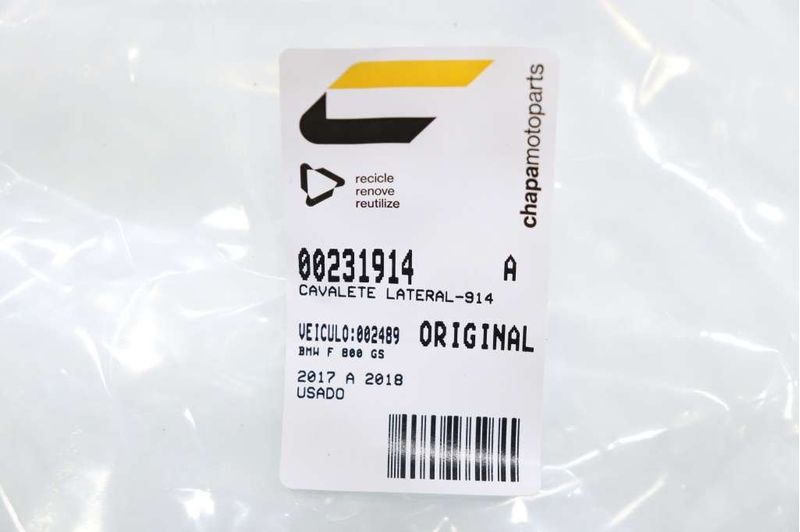 chapamotoparts
recicle
renove
reutilize
00231914 A
CAVALETE LATERAL-914
VEICULO:002489 ORIGINAL
BMW F 800 GS
2017 A 2018
USADO